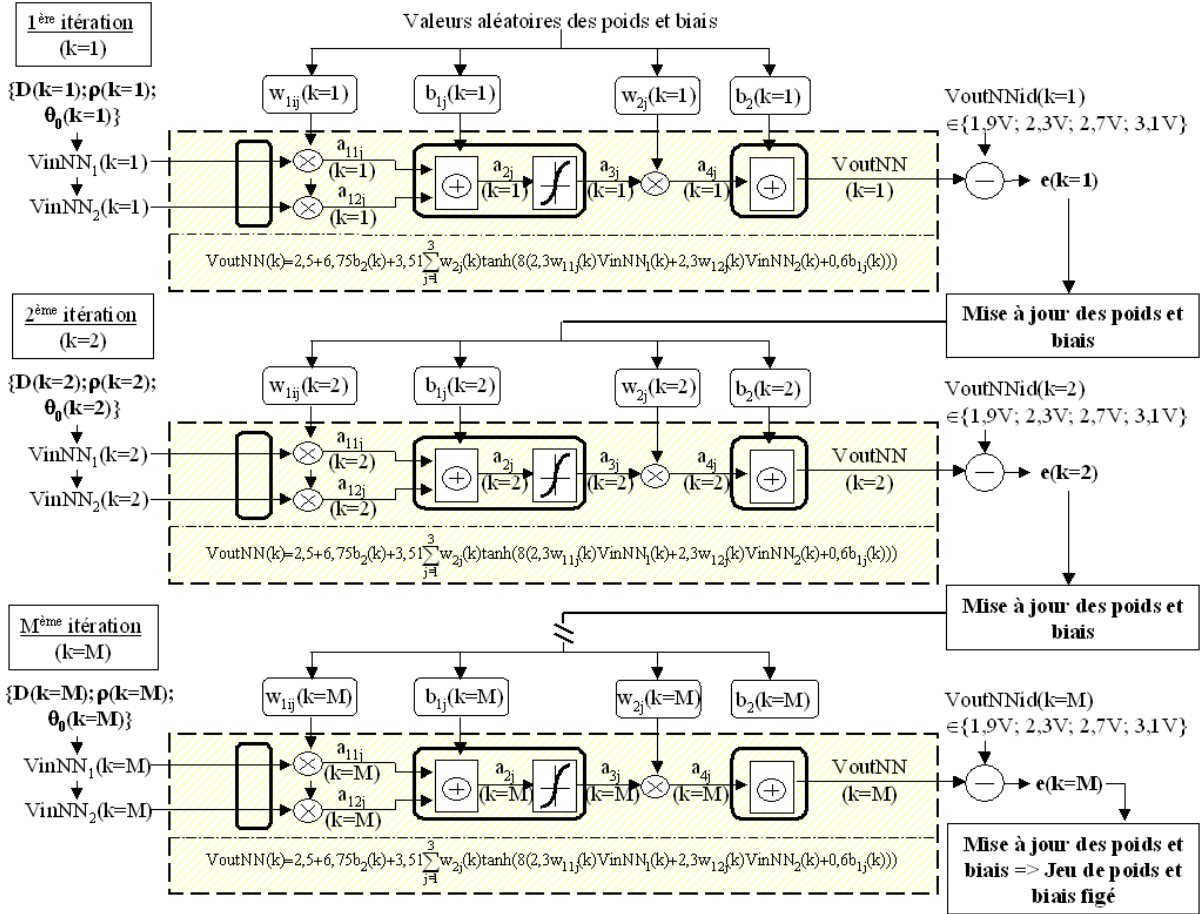 1ère itération
(k=1)
Valeurs aléatoires des poids et biais
{D(k=1);ρ(k=1);
θ0(k=1)}
w1ij(k=1)
b1j(k=1)
w2j(k=1)
b2(k=1)
VoutNNid(k=1)
∈{1,9V; 2,3V; 2,7V; 3,1V}
VinNN1(k=1)
VinNN2(k=1)
a11j
(k=1)
a12j
(k=1)
a2j
(k=1)
a3j
(k=1)
a4j
(k=1)
VoutNN
(k=1)
e(k=1)
VoutNN(k)=2,5+6,75b2(k)+3,51∑w2j(k)tanh(8(2,3w11j(k)VinNN1(k)+2,3w12j(k)VinNN2(k)+0,6b1j(k)))
3
j=1
Mise à jour des poids et
biais
2ème itération
(k=2)
{D(k=2);ρ(k=2);
θ0(k=2)}
w1ij(k=2)
b1j(k=2)
w2j(k=2)
b2(k=2)
VoutNNid(k=2)
∈{1,9V; 2,3V; 2,7V; 3,1V}
VinNN1(k=2)
VinNN2(k=2)
a11j
(k=2)
a12j
(k=2)
a2j
(k=2)
a3j
(k=2)
a4j
(k=2)
VoutNN
(k=2)
e(k=2)
VoutNN(k)=2,5+6,75b2(k)+3,51∑w2j(k)tanh(8(2,3w11j(k)VinNN1(k)+2,3w12j(k)VinNN2(k)+0,6b1j(k)))
3
j=1
Mise à jour des poids et
biais
Mème itération
(k=M)
{D(k=M);ρ(k=M);
θ0(k=M)}
w1ij(k=M)
b1j(k=M)
w2j(k=M)
b2(k=M)
VoutNNid(k=M)
∈{1,9V; 2,3V; 2,7V; 3,1V}
VinNN1(k=M)
VinNN2(k=M)
a11j
(k=M)
a12j
(k=M)
a2j
(k=M)
a3j
(k=M)
a4j
(k=M)
VoutNN
(k=M)
e(k=M)
VoutNN(k)=2,5+6,75b2(k)+3,51∑w2j(k)tanh(8(2,3w11j(k)VinNN1(k)+2,3w12j(k)VinNN2(k)+0,6b1j(k)))
3
j=1
Mise à jour des poids et
biais => Jeu de poids et
biais figé